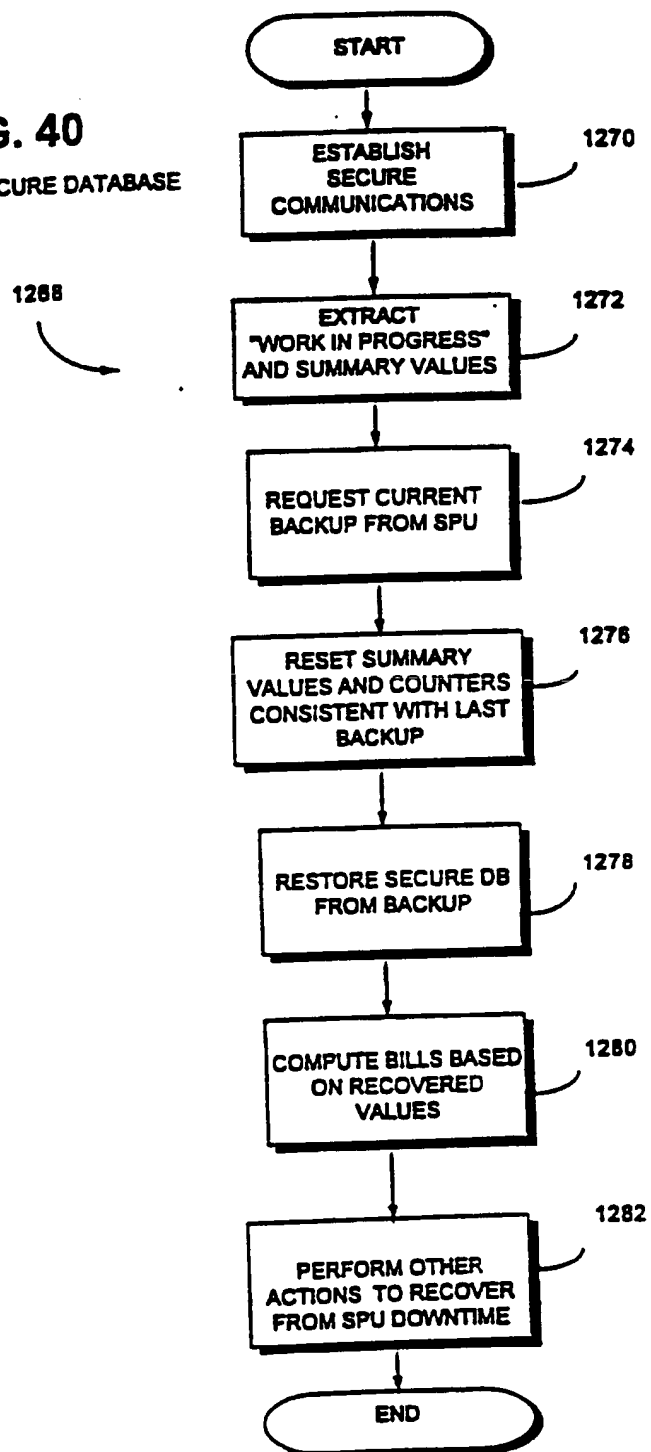 START
G. 40
CURE DATABASE
ESTABLISH
SECURE
COMMUNICATIONS
1270
1268
EXTRACT
"WORK IN PROGRESS"
AND SUMMARY VALUES
1272
REQUEST CURRENT
BACKUP FROM SPU
1274
RESET SUMMARY
VALUES AND COUNTERS
CONSISTENT WITH LAST
BACKUP
1276
RESTORE SECURE DB
FROM BACKUP
1278
COMPUTE BILLS BASED
ON RECOVERED
VALUES
1280
PERFORM OTHER
ACTIONS TO RECOVER
FROM SPU DOWNTIME
1282
END